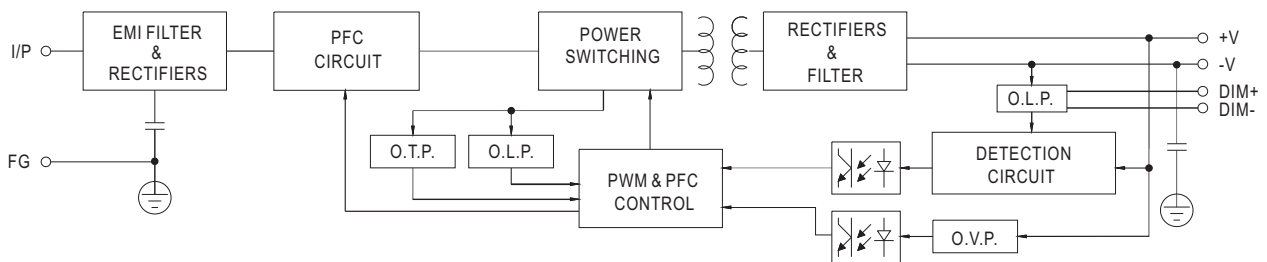 I/P
EMI FILTER
&
RECTIFIERS
PFC
CIRCUIT
POWER
SWITCHING
RECTIFIERS
&
FILTER
+V
-V
DIM+
DIM-
O.L.P.
FG
O.T.P.
O.L.P.
PWM & PFC
CONTROL
DETECTION
CIRCUIT
O.V.P.